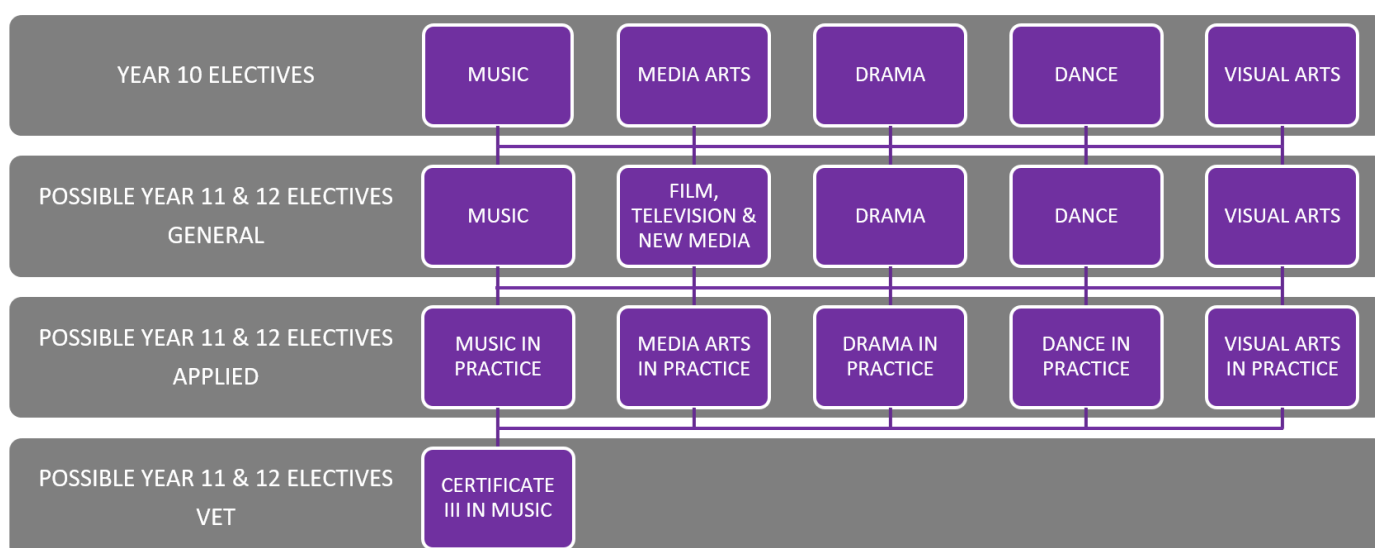 YEAR 10 ELECTIVES
MUSIC
MEDIA ARTS
DRAMA
DANCE
VISUAL ARTS
POSSIBLE YEAR 11 & 12 ELECTIVES
GENERAL
MUSIC
FILM,
TELEVISION &
NEW MEDIA
DRAMA
DANCE
VISUAL ARTS
POSSIBLE YEAR 11 & 12 ELECTIVES
APPLIED
MUSIC IN
PRACTICE
MEDIA ARTS
IN PRACTICE
DRAMA IN
PRACTICE
DANCE IN
PRACTICE
VISUAL ARTS
IN PRACTICE
POSSIBLE YEAR 11 & 12 ELECTIVES
VET
CERTIFICATE
III IN MUSIC